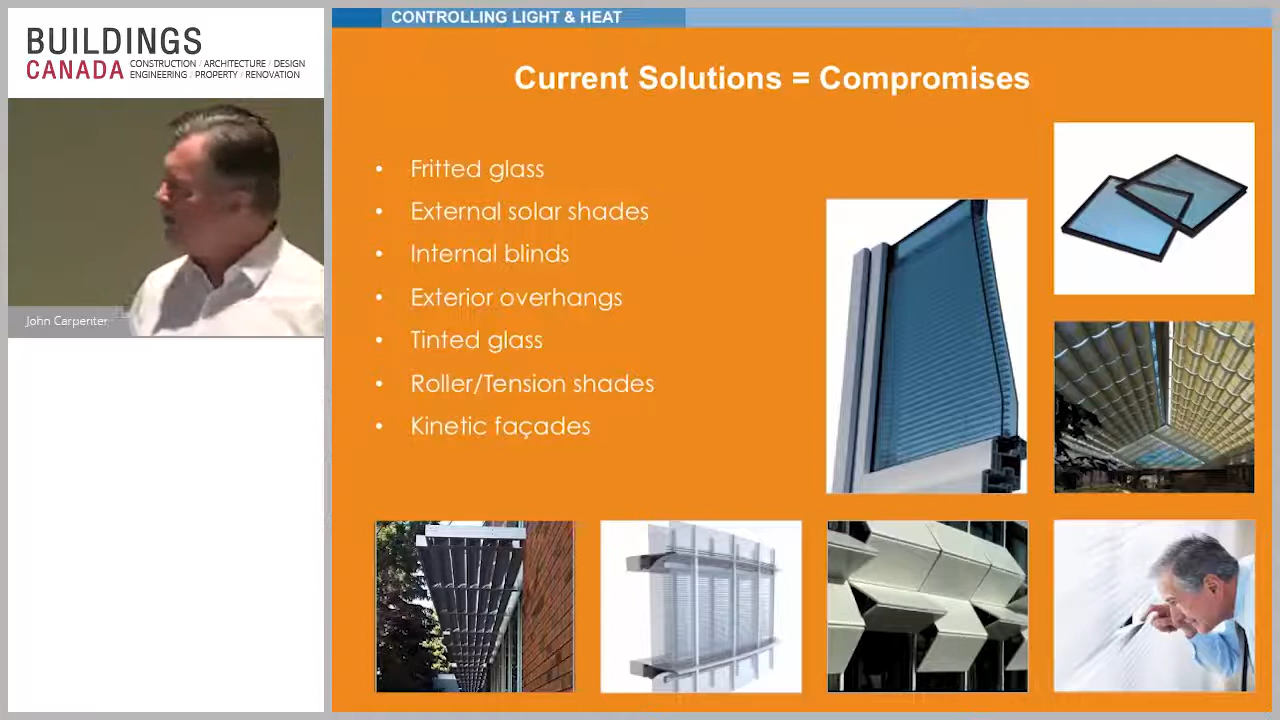 BUILDINGS
CANADA CONSTRUCTION / ARCHITECTURE / DESIGN
ENGINEERING / PROPERTY / RENOVATION
John Carpenter
CONTROLLING LIGHT & HEAT
Current Solutions = Compromises
• Fritted glass
• External solar shades
• Internal blinds
• Exterior overhangs
• Tinted glass
• Roller/Tension shades
• Kinetic façades